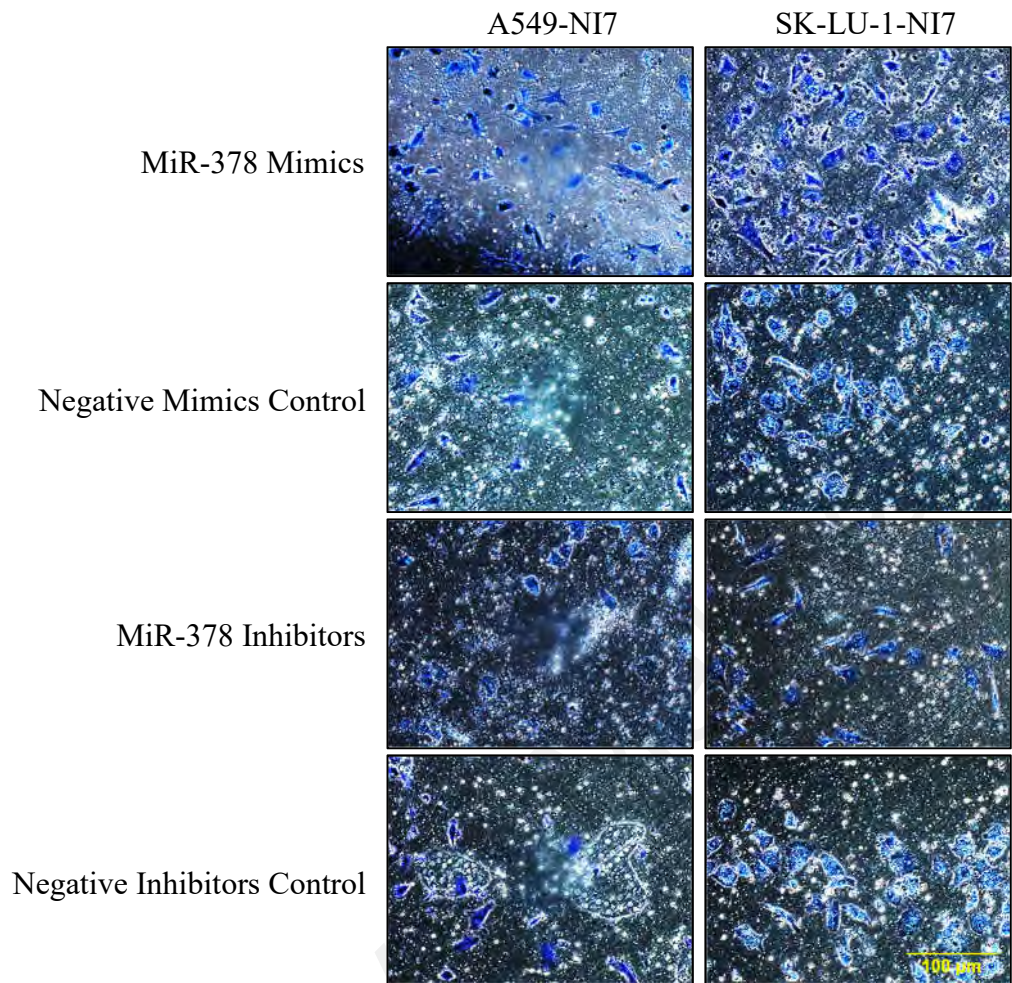 A549-NI7 SK-LU-1-NI7
MiR-378 Mimics
Negative Mimics Control
MiR-378 Inhibitors
Negative Inhibitors Control
100 µm